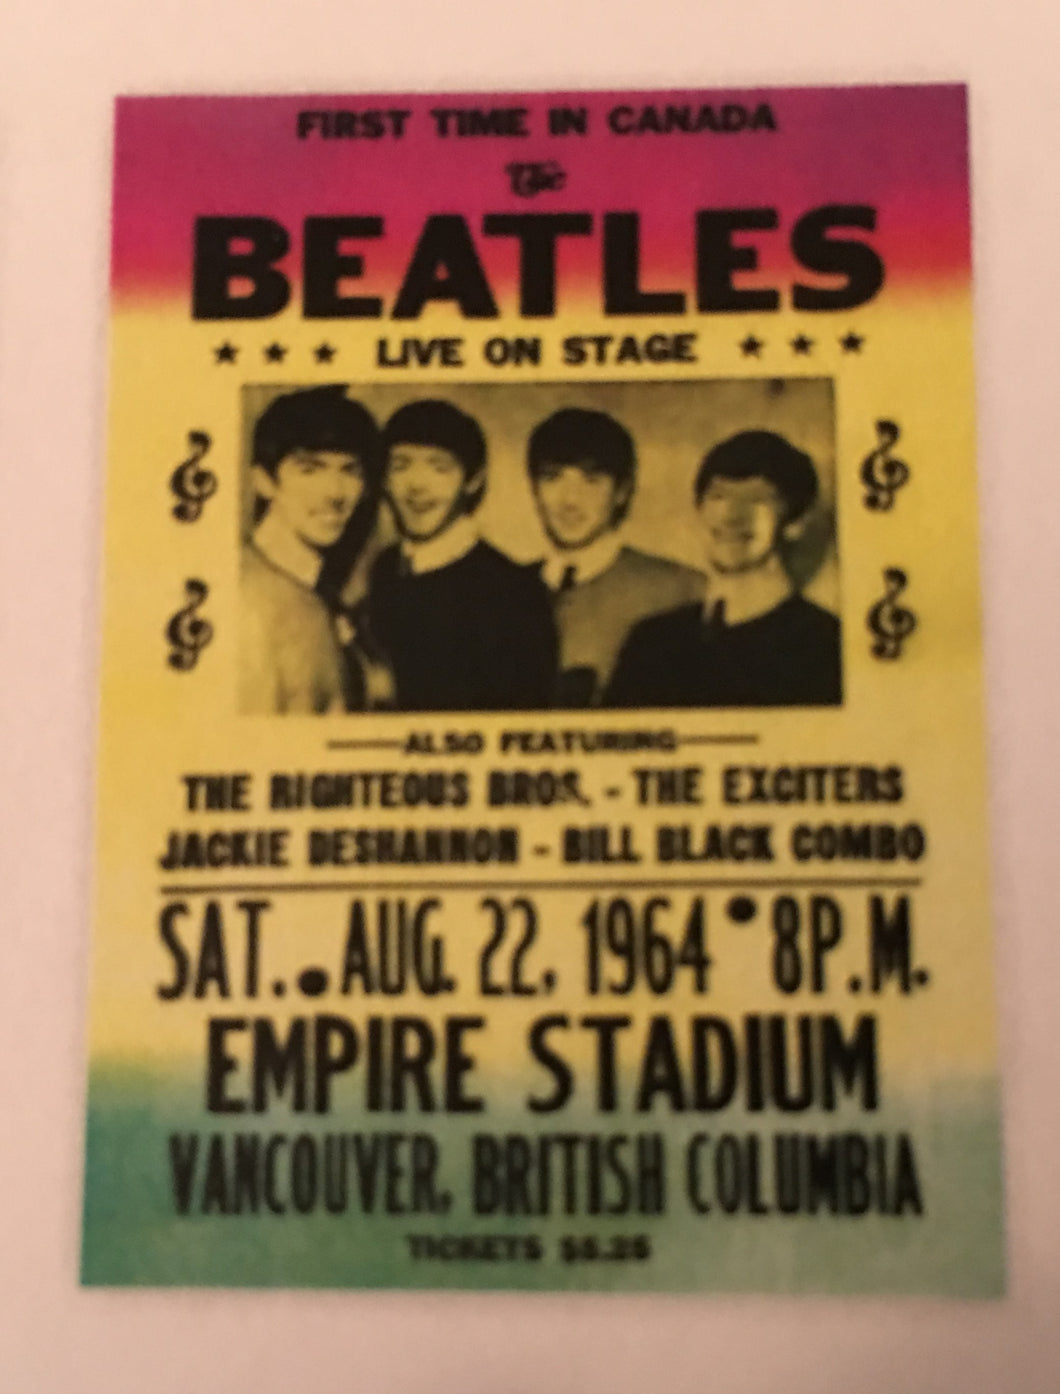 FIRST TIME IN CANADA
The
BEATLES
★ ★ ★ LIVE ON STAGE ★ ★ ★
ALSO FEATURING
THE RIGHTEOUS BROS. - THE EXCITERS
JACKIE DESHANNON - BILL BLACK COMBO
SAT. • AUG. 22, 1964 • 8P.M.
EMPIRE STADIUM
VANCOUVER, BRITISH COLUMBIA
TICKETS